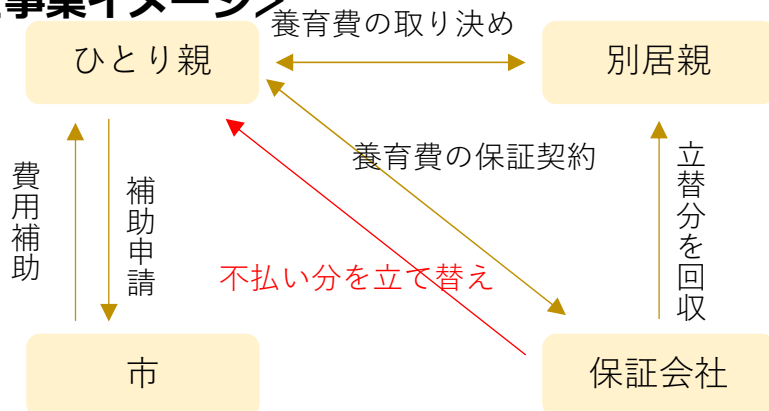 事業イメージ
養育費の取り決め
ひとり親
別居親
養育費の保証契約
費用補助
補助申請
立替分を回収
不払い分を立て替え
市
保証会社